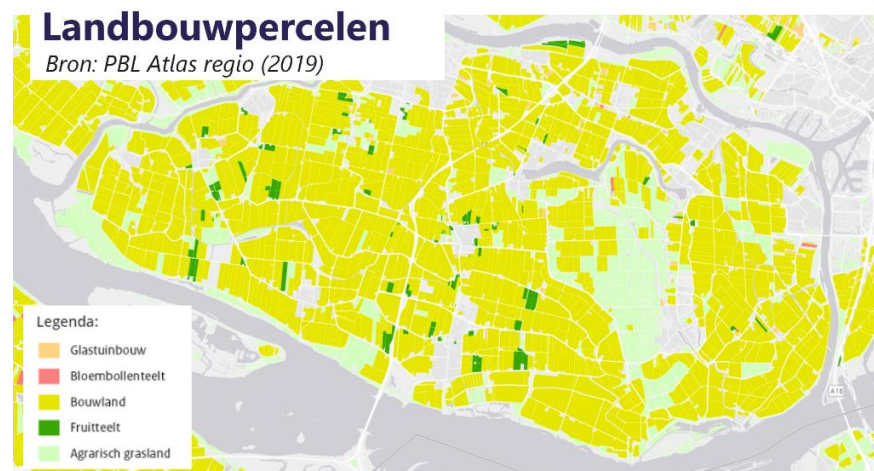 Landbouwpercelen
Bron: PBL Atlas regio (2019)
Legenda:
Glastuinbouw
Bloembollenteelt
Bouwland
Fruitteelt
Agrarisch grasland
A16